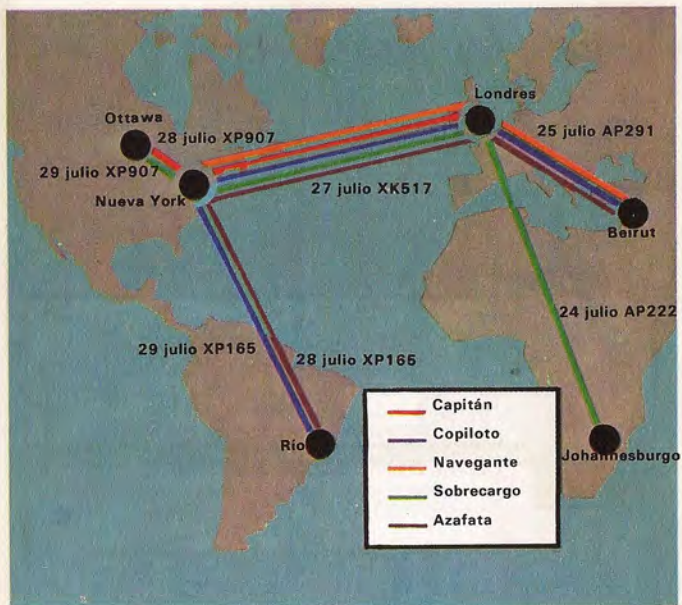 Londres
Ottawa
28 julio XP907
25 julio AP291
29 julio XP907
27 julio XK517
Nueva York
Beirut
24 julio AP222
29 julio XP165
28 julio XP165
Capitán
Río
Copiloto
Johannesburgo
Navegante
Sobrecargo
Azafata